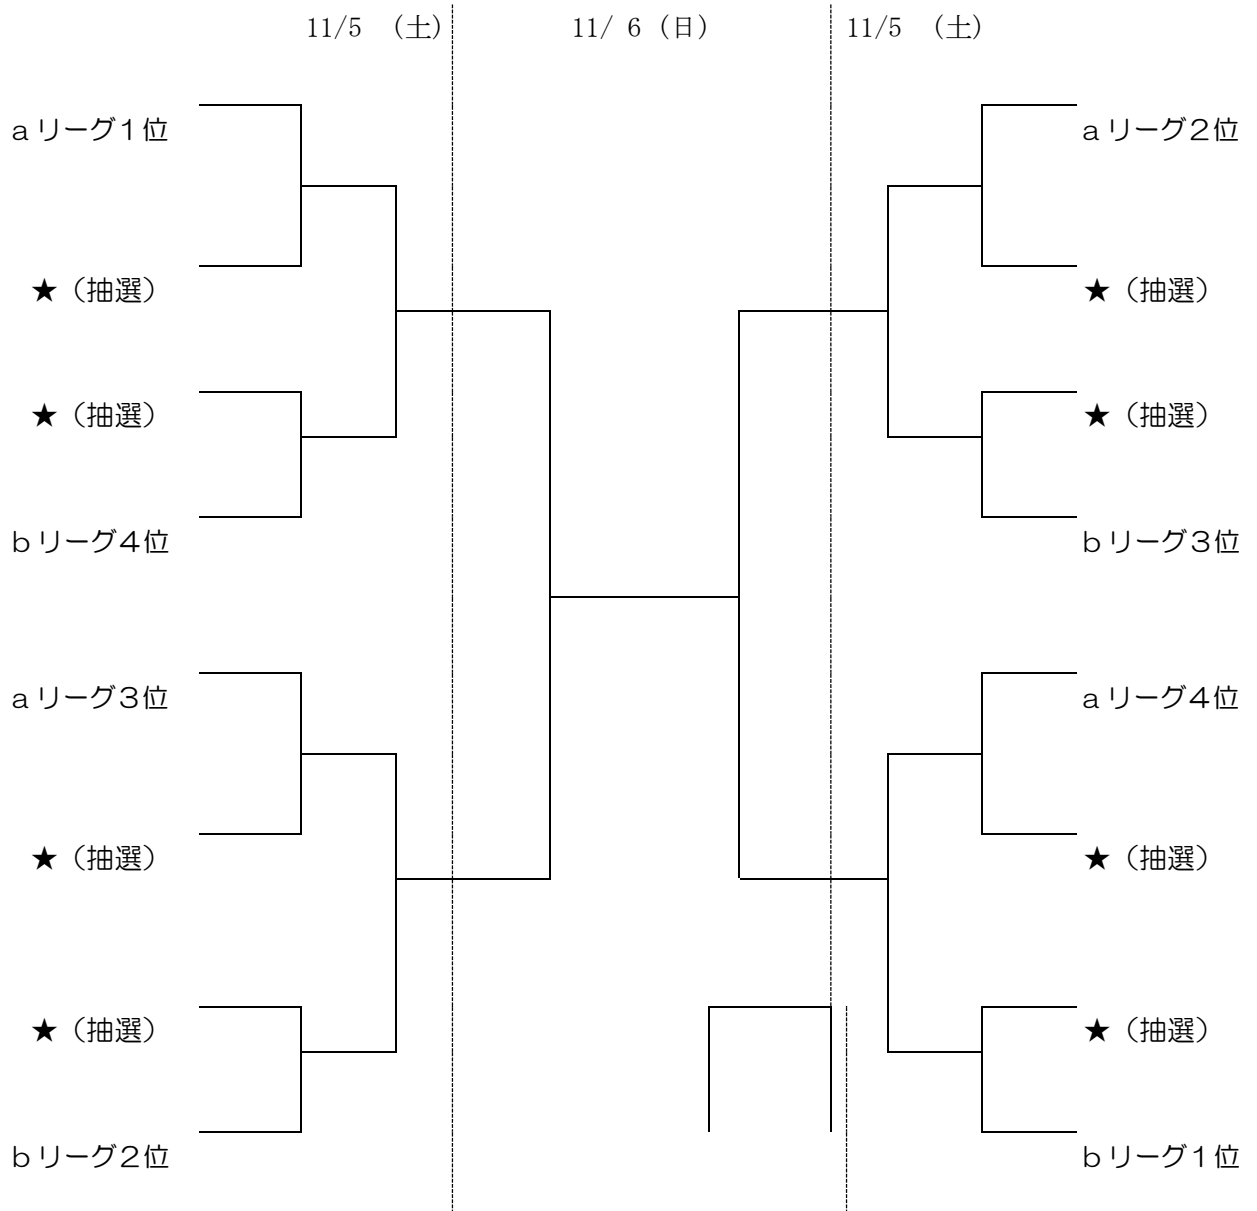 11/5 （土） 11/ 6（日） 11/5 （土）
ａリーグ１位 ａリーグ２位
★（抽選） ★（抽選）
★（抽選） ★（抽選）
ｂリーグ４位 ｂリーグ３位
ａリーグ３位 ａリーグ４位
★（抽選） ★（抽選）
★（抽選） ★（抽選）
ｂリーグ２位 ｂリーグ１位